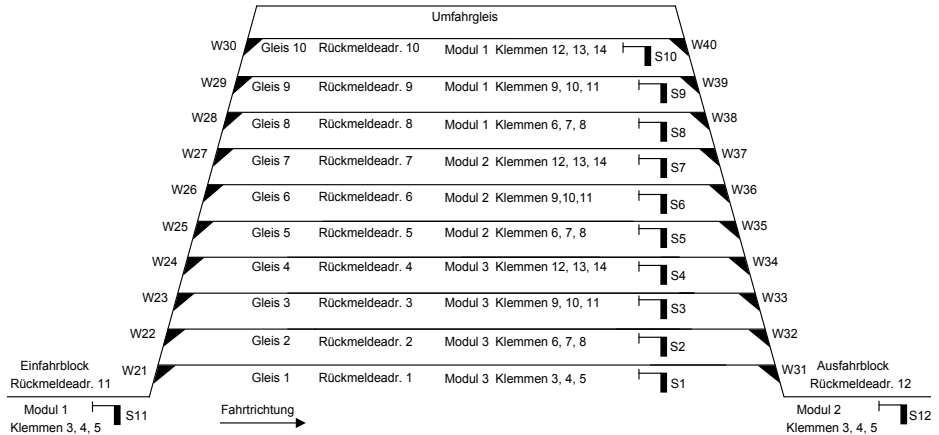 Umfahrgleis
W30 Gleis 10 Rückmeldeadr. 10 Modul 1 Klemmen 12, 13, 14 S10 W40
W29 Gleis 9 Rückmeldeadr. 9 Modul 1 Klemmen 9, 10, 11 S9 W39
W28 Gleis 8 Rückmeldeadr. 8 Modul 1 Klemmen 6, 7, 8 S8 W38
W27 Gleis 7 Rückmeldeadr. 7 Modul 2 Klemmen 12, 13, 14 S7 W37
W26 Gleis 6 Rückmeldeadr. 6 Modul 2 Klemmen 9,10,11 S6 W36
W25 Gleis 5 Rückmeldeadr. 5 Modul 2 Klemmen 6, 7, 8 S5 W35
W24 Gleis 4 Rückmeldeadr. 4 Modul 3 Klemmen 12, 13, 14 S4 W34
W23 Gleis 3 Rückmeldeadr. 3 Modul 3 Klemmen 9, 10, 11 S3 W33
W22 Gleis 2 Rückmeldeadr. 2 Modul 3 Klemmen 6, 7, 8 S2 W32
W21 Gleis 1 Rückmeldeadr. 1 Modul 3 Klemmen 3, 4, 5 S1 W31
Einfahrblock
Rückmeldeadr. 11
Modul 1 S11
Klemmen 3, 4, 5
Fahrtrichtung
Ausfahrblock
Rückmeldeadr. 12
Modul 2 S12
Klemmen 3, 4, 5